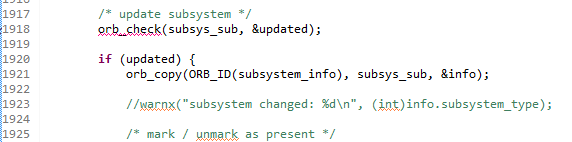 1917 /* update subsystem */
1918 orb_check(subsys_sub, &updated);
1919
1920 if (updated) {
1921 orb_copy(ORB_ID(subsystem_info), subsys_sub, &info);
1922
1923 //warnx("subsystem changed: %d\n", (int)info.subsystem_type);
1924
1925 /* mark / unmark as present */